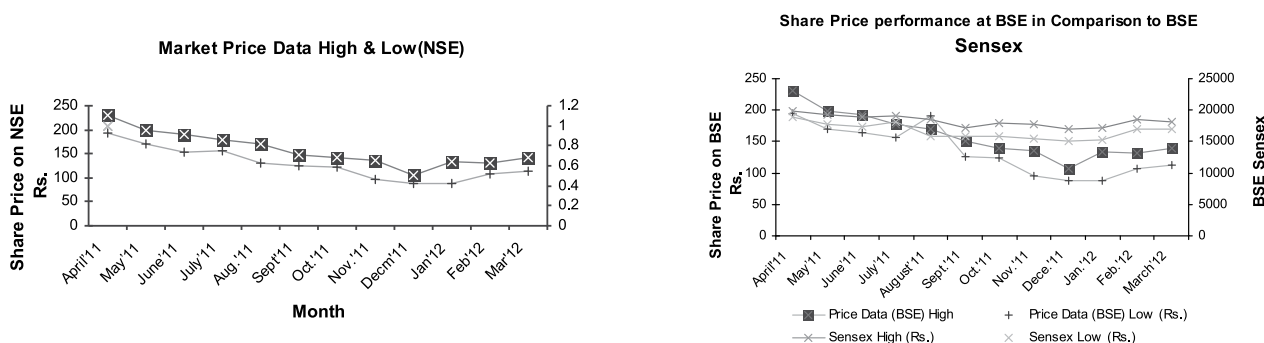 Market Price Data High & Low(NSE)
Share Price on NSE
Rs.
250
200
150
100
50
0
1.2
1
0.8
0.6
0.4
0.2
0
April'11
May'11
June'11
July'11
Aug.'11
Sept'11
Oct.'11
Nov.'11
Decm'11
Jan'12
Feb'12
Mar'12
Month
Share Price performance at BSE in Comparison to BSE
Sensex
Share Price on BSE
Rs.
250
200
150
100
50
0
25000
20000
15000
10000
5000
0
BSE Sensex
April'11
May'11
June'11
July'11
August'11
Sept.'11
Oct.'11
Nov.'11
Dece.'11
Jan.'12
Feb.'12
March'12
Price Data (BSE) High
Price Data (BSE) Low (Rs.)
Sensex High (Rs.)
Sensex Low (Rs.)